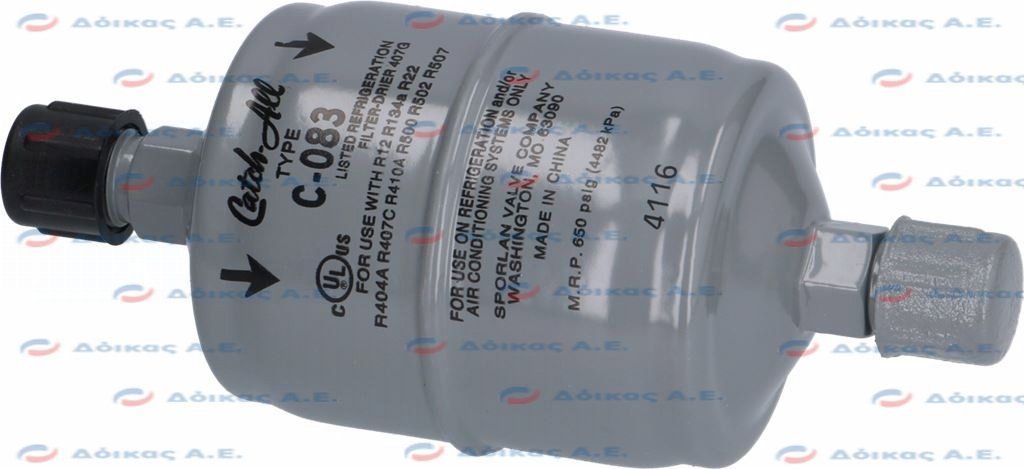 Catch-All
TYPE
C-083
LISTED REFRIGERATION
FILTER-DRIER 407G
FOR USE WITH R12 R134a R22
R404A R407C R410A R500 R502 R507
C UL US
FOR USE ON REFRIGERATION and/or
AIR CONDITIONING SYSTEMS ONLY
SPORLAN VALVE COMPANY
WASHINGTON, MO 63090
MADE IN CHINA
M.R.P. 650 psig (4482 kPa)
4116
Δόικας Α.Ε.